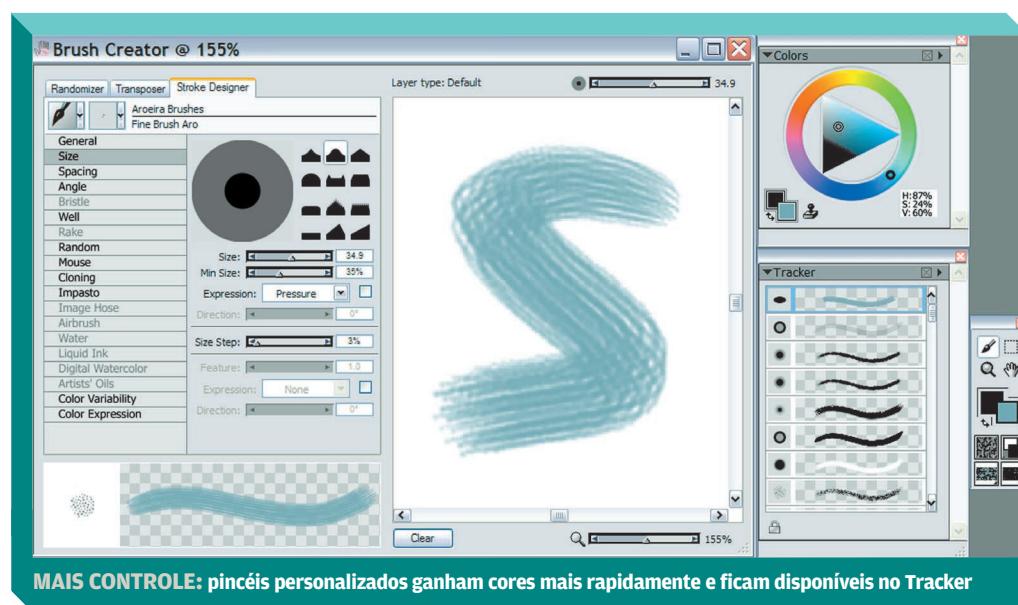 Brush Creator @ 155%
Randomizer
Transposer
Stroke Designer
Aroeira Brushes
Fine Brush Aro
General
Size
Spacing
Angle
Bristle
Well
Rake
Random
Mouse
Cloning
Impasto
Image Hose
Airbrush
Water
Liquid Ink
Digital Watercolor
Artists' Oils
Color Variability
Color Expression
Size: 34.9
Min Size: 35%
Expression: Pressure
Direction: 0°
Size Step: 3%
Feature: 1.0
Expression: None
Direction: 0°
Layer type: Default
34.9
Clear
155%
Colors
H:87%
S: 24%
V: 60%
Tracker
MAIS CONTROLE: pincéis personalizados ganham cores mais rapidamente e ficam disponíveis no Tracker